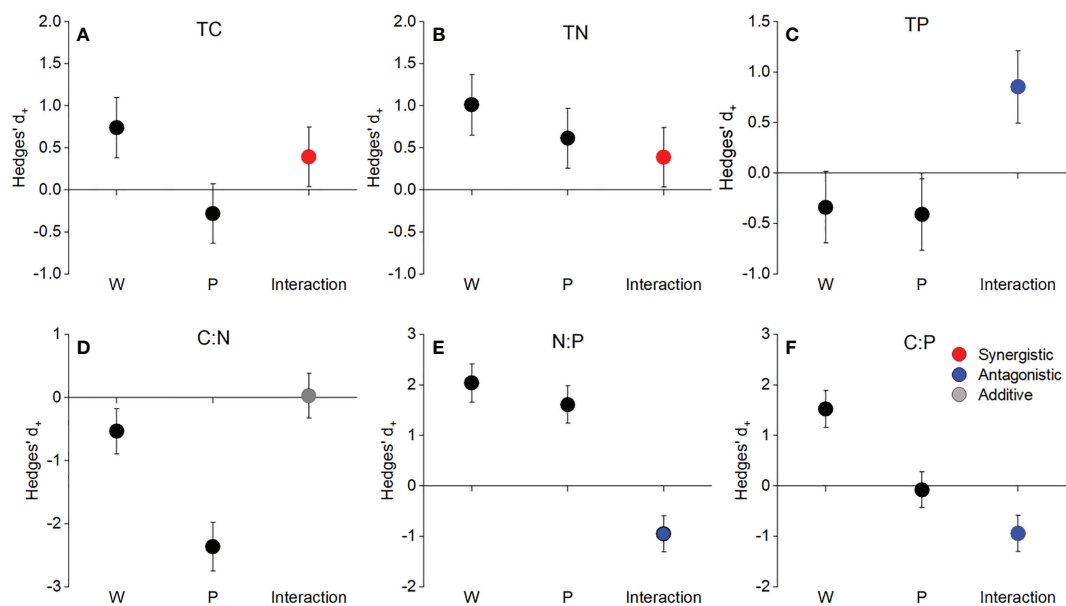 A
TC
2.0
1.5
1.0
0.5
0.0
-0.5
-1.0
Hedges' d+
W P Interaction
B
TN
2.0
1.5
1.0
0.5
0.0
-0.5
-1.0
Hedges' d+
W P Interaction
C
TP
1.5
1.0
0.5
0.0
-0.5
-1.0
Hedges' d+
W P Interaction
D
C:N
1
0
-1
-2
-3
Hedges' d+
W P Interaction
E
N:P
3
2
1
0
-1
-2
Hedges' d+
W P Interaction
F
C:P
3
2
1
0
-1
-2
Hedges' d+
W P Interaction
Synergistic
Antagonistic
Additive